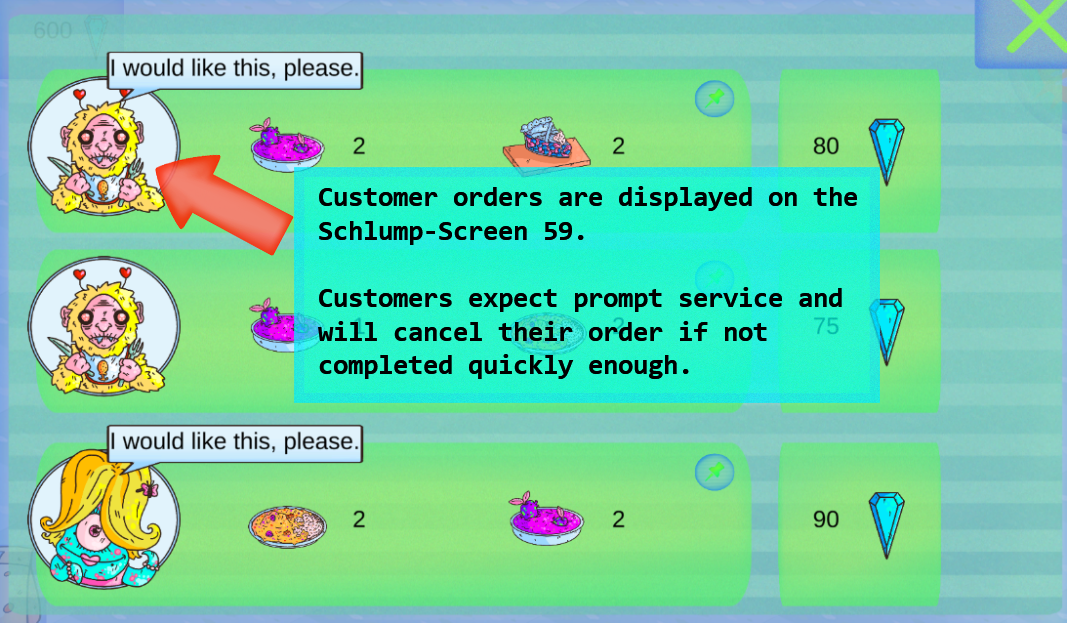 600
I would like this, please.
2 2 80
Customer orders are displayed on the
Schlump-Screen 59.
Customers expect prompt service and
will cancel their order if not
completed quickly enough.
75
I would like this, please.
2 2 90